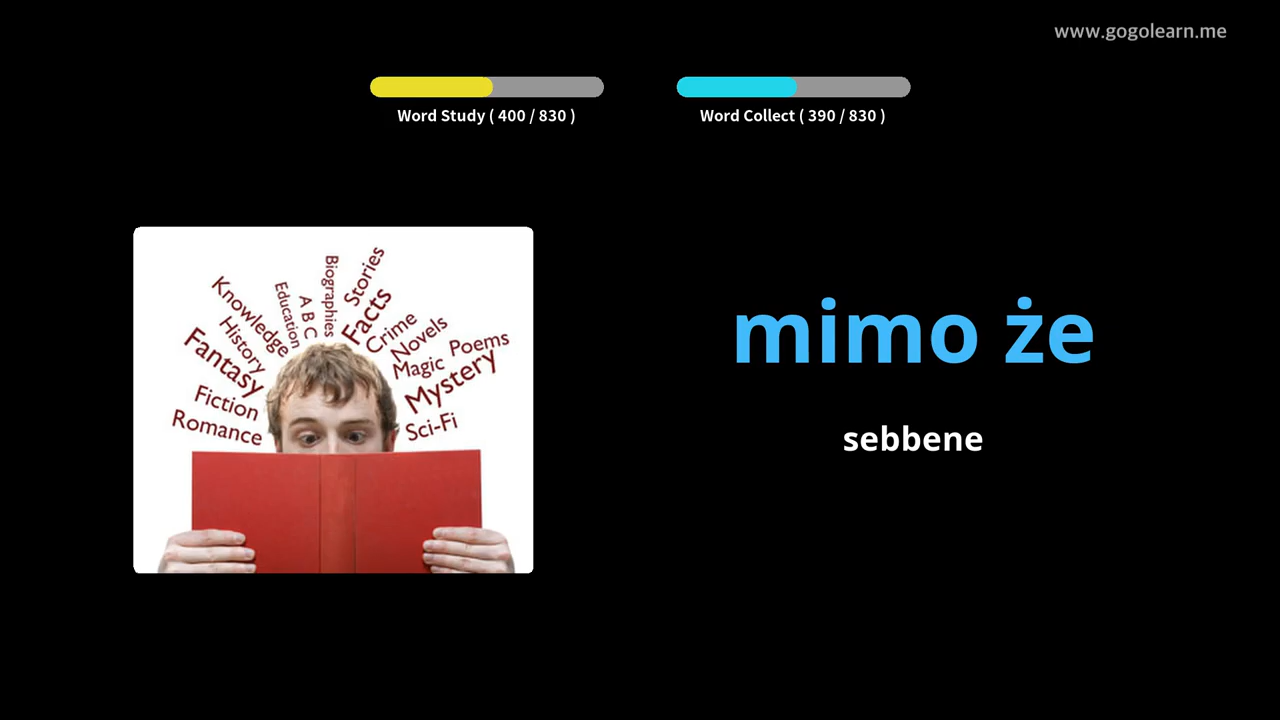 www.gogolearn.me
Word Study ( 400 / 830 )
Word Collect ( 390 / 830 )
Stories
Biographies
Facts
A B C
Education
Knowledge
Crime
Novels
History
Poems
Fantasy
Magic
Mystery
Fiction
Sci-Fi
Romance
mimo że
sebbene